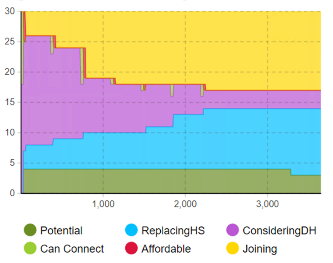 30
25
20
15
10
5
0
1,000 2,000 3,000
Potential ReplacingHS ConsideringDH
Can Connect Affordable Joining